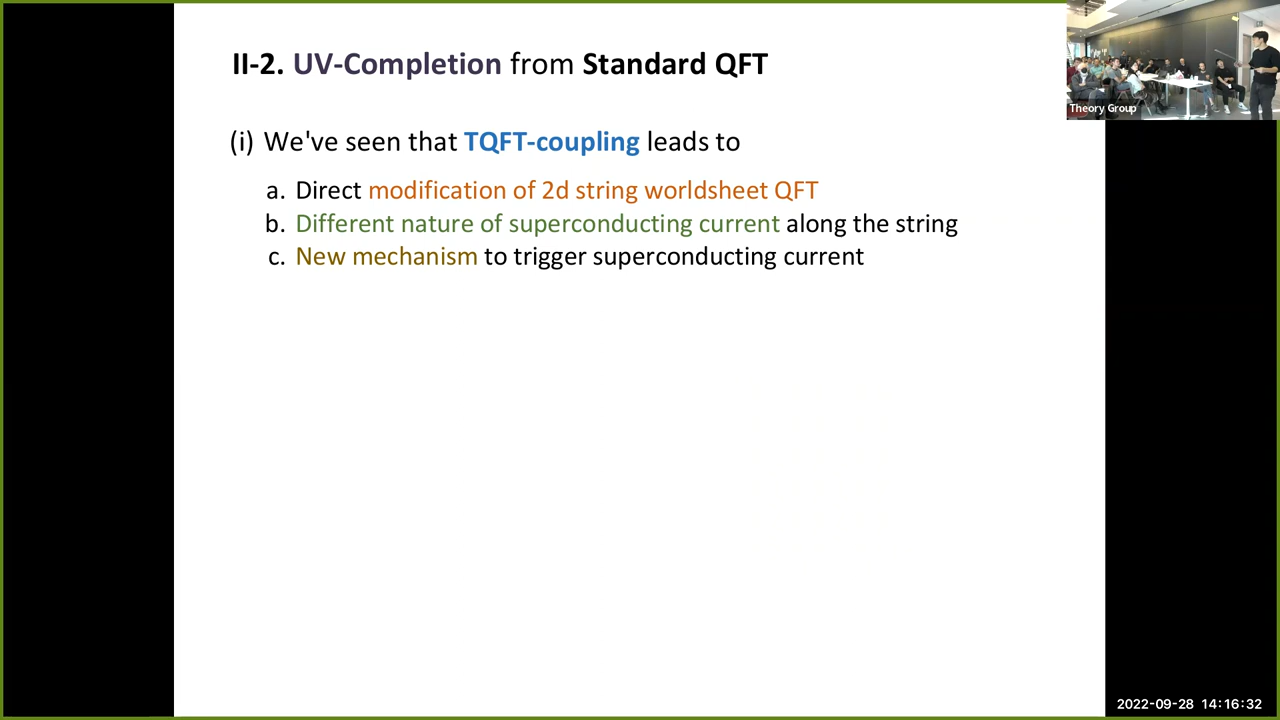 II-2. UV-Completion from Standard QFT
Theory Group
(i) We've seen that TQFT-coupling leads to
a. Direct modification of 2d string worldsheet QFT
b. Different nature of superconducting current along the string
c. New mechanism to trigger superconducting current
2022-09-28 14:16:32